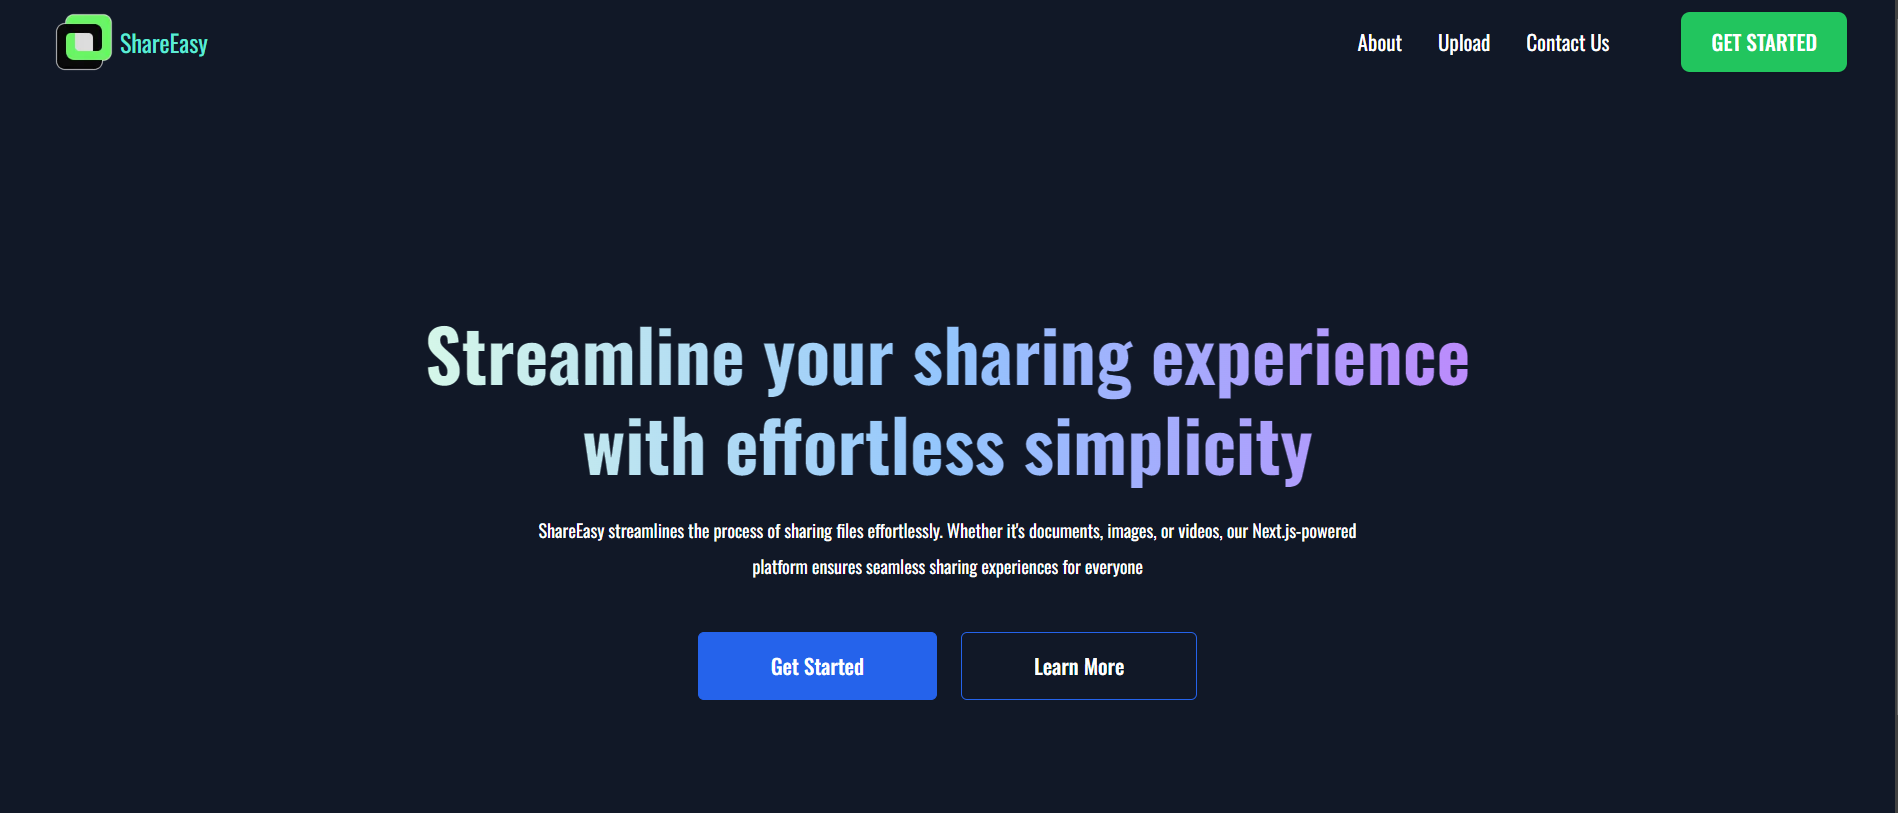 ShareEasy
About
Upload
Contact Us
GET STARTED
Streamline your sharing experience
with effortless simplicity
ShareEasy streamlines the process of sharing files effortlessly. Whether it's documents, images, or videos, our Next.js-powered
platform ensures seamless sharing experiences for everyone
Get Started
Learn More